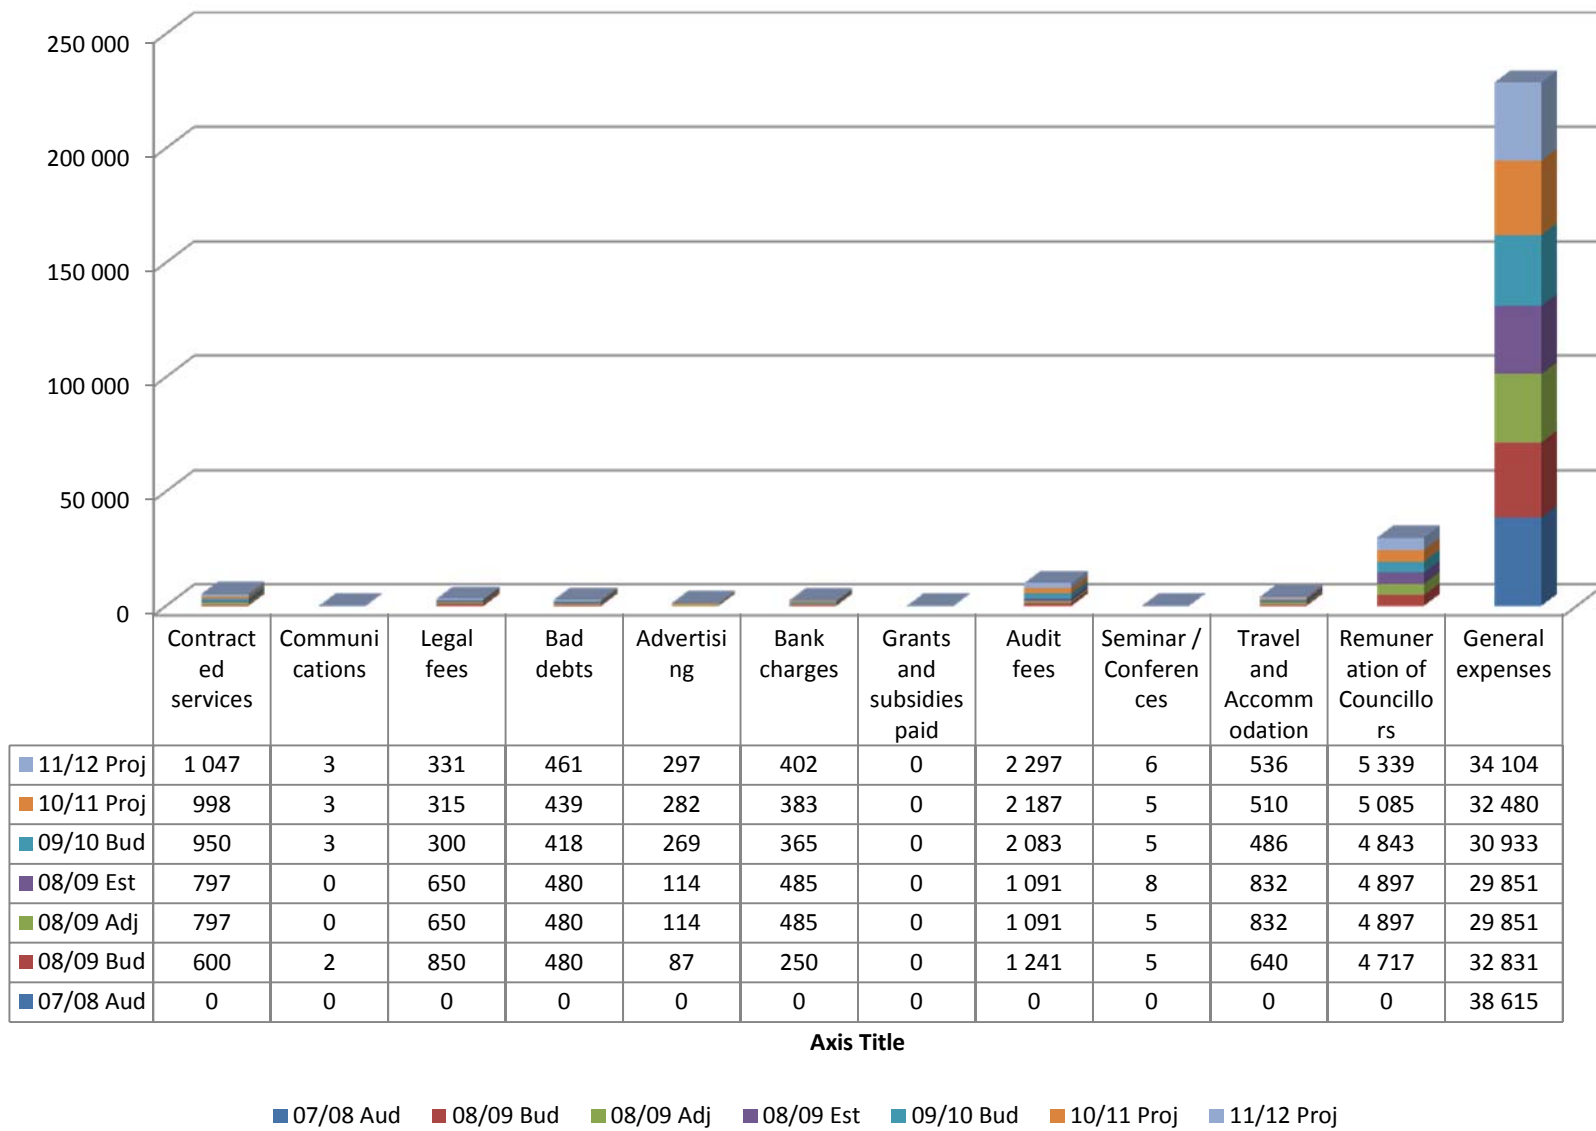 250 000
200 000
150 000
100 000
50 000
0
Contract
ed
services
Communi
cations
Legal
fees
Bad
debts
Advertisi
ng
Bank
charges
Grants
and
subsidies
paid
Audit
fees
Seminar /
Conferen
ces
Travel
and
Accomm
odation
Remuner
ation of
Councillo
rs
General
expenses
11/12 Proj 1 047 3 331 461 297 402 0 2 297 6 536 5 339 34 104
10/11 Proj 998 3 315 439 282 383 0 2 187 5 510 5 085 32 480
09/10 Bud 950 3 300 418 269 365 0 2 083 5 486 4 843 30 933
08/09 Est 797 0 650 480 114 485 0 1 091 8 832 4 897 29 851
08/09 Adj 797 0 650 480 114 485 0 1 091 5 832 4 897 29 851
08/09 Bud 600 2 850 480 87 250 0 1 241 5 640 4 717 32 831
07/08 Aud 0 0 0 0 0 0 0 0 0 0 0 38 615
Axis Title
07/08 Aud 08/09 Bud 08/09 Adj 08/09 Est 09/10 Bud 10/11 Proj 11/12 Proj